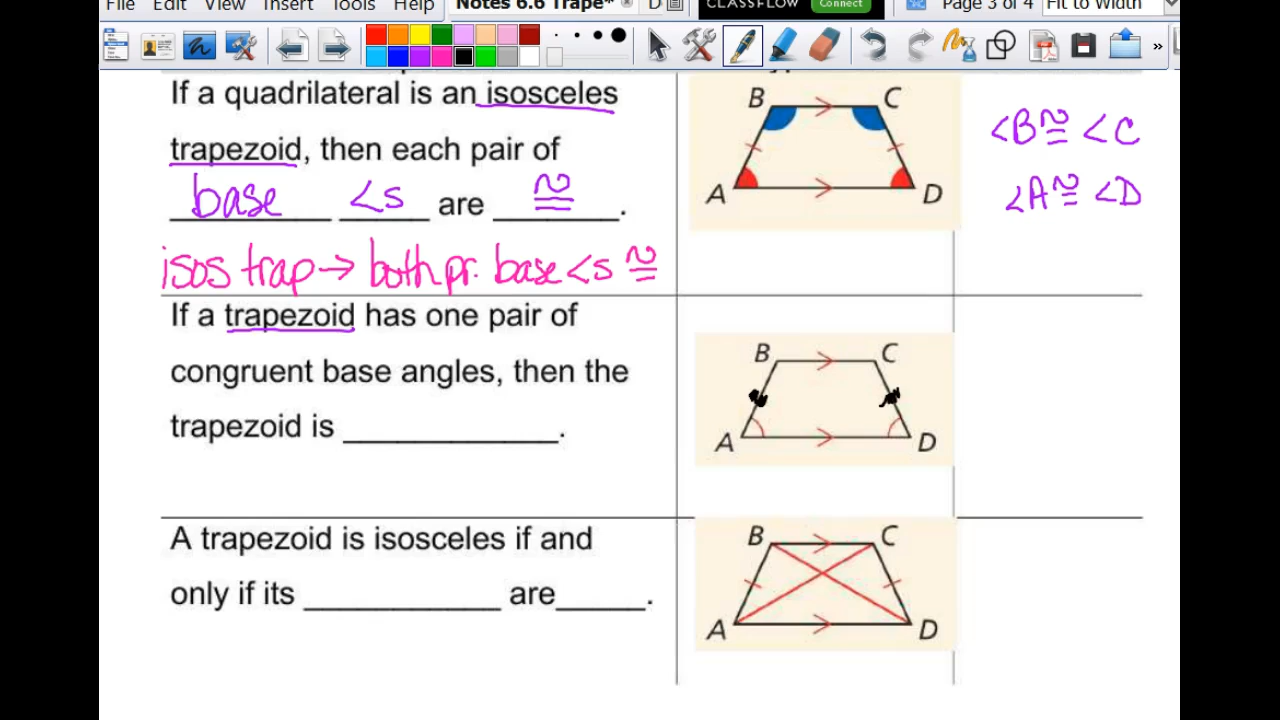 File Edit View Insert Tools Help Notes 6.6 Trape* D CLASSFLOW Connect Page 3 of 4 Fit to Width
If a quadrilateral is an isosceles
trapezoid, then each pair of
base <s are ≅.
isos trap → both pr. base <s ≅
B C
A D
<B ≅ <C
<A ≅ <D
If a trapezoid has one pair of
congruent base angles, then the
trapezoid is ____________.
B C
A D
A trapezoid is isosceles if and
only if its ___________ are_____.
B C
A D